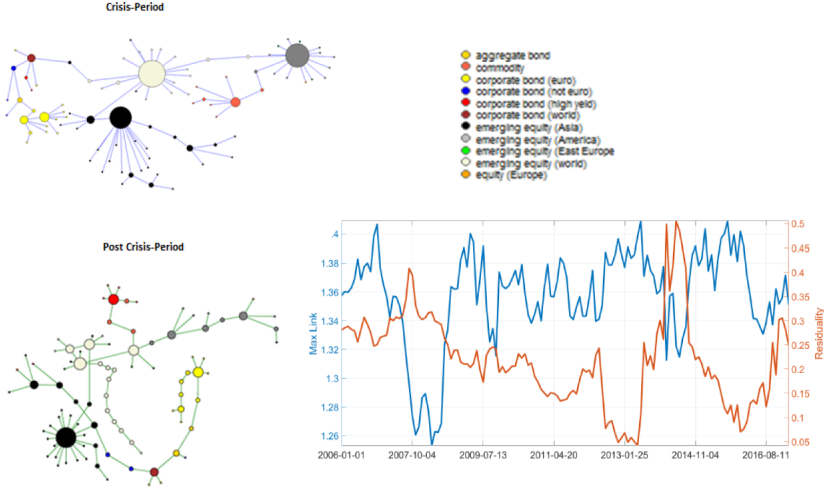 Crisis-Period
aggregate bond
commodity
corporate bond (euro)
corporate bond (not euro)
corporate bond (high yeld)
corporate bond (world)
emerging equity (Asia)
emerging equity (America)
emerging equity (East Europe
emerging equity (world)
equity (Europe)
Post Crisis-Period
.4
1.38
1.36
1.34
1.32
1.3
1.28
1.26
Max Link
0.5
0.45
0.4
0.35
0.3
0.25
0.2
0.15
0.1
0.05
Residuality
2006-01-01 2007-10-04 2009-07-13 2011-04-20 2013-01-25 2014-11-04 2016-08-11